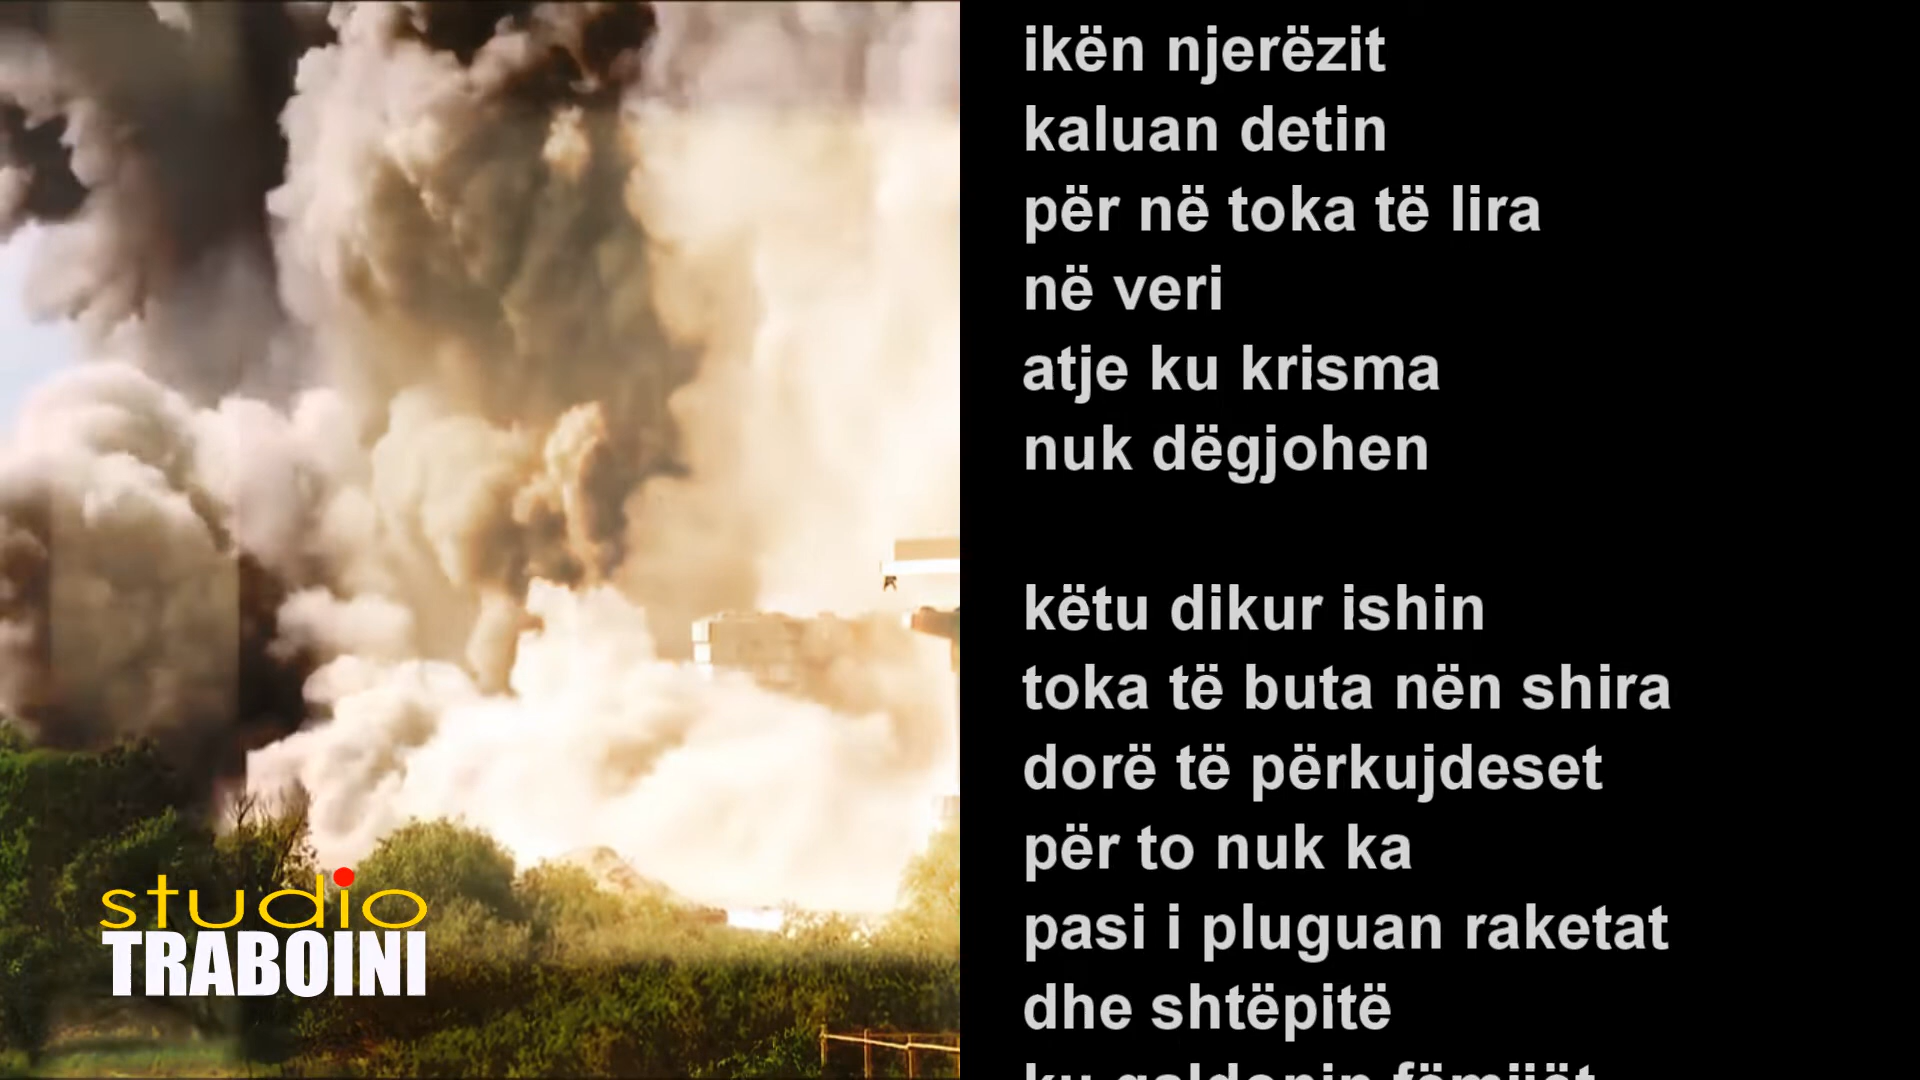 ikën njerëzit
kaluan detin
për në toka të lira
në veri
atje ku krisma
nuk dëgjohen
këtu dikur ishin
toka të buta nën shira
dorë të përkujdeset
për to nuk ka
pasi i pluguan raketat
dhe shtëpitë
studio
TRABOINI